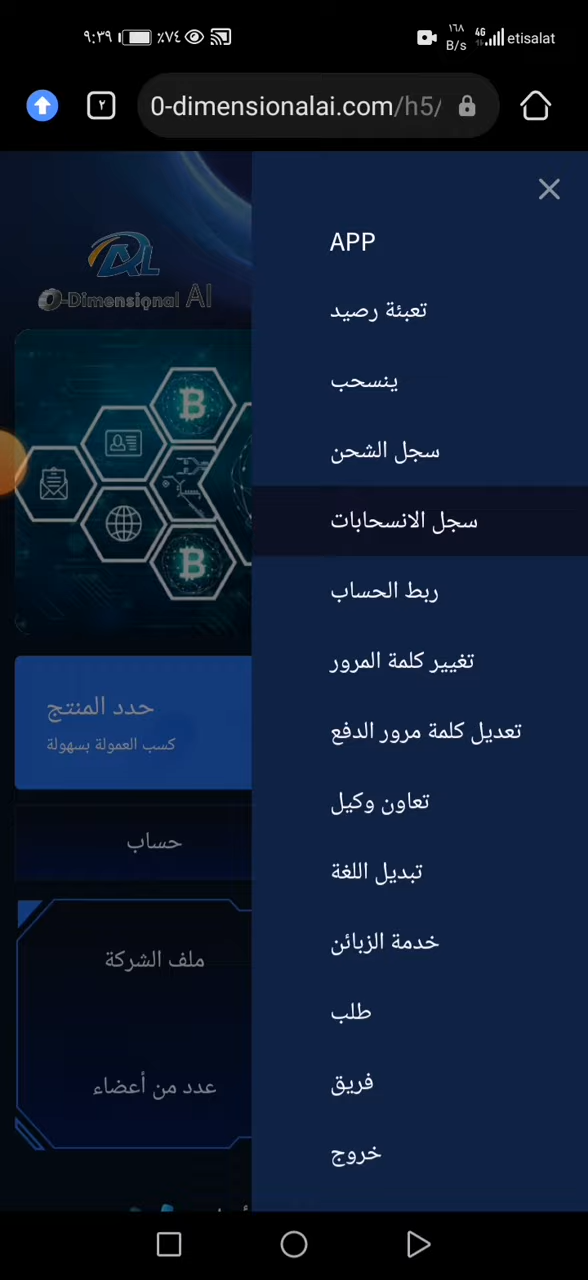 ٩:٣٩ ٪٧٤ ١٦٨ B/s 4G etisalat
٢ 0-dimensionalai.com/h5/
APP
تعبئة رصيد
ينسحب
سجل الشحن
سجل الانسحابات
ربط الحساب
تغيير كلمة المرور
تعديل كلمة مرور الدفع
تعاون وكيل
تبديل اللغة
خدمة الزبائن
طلب
فريق
خروج
AL
0-Dimensional AI
حدد المنتج
كسب العمولة بسهولة
حساب
ملف الشركة
عدد من أعضاء